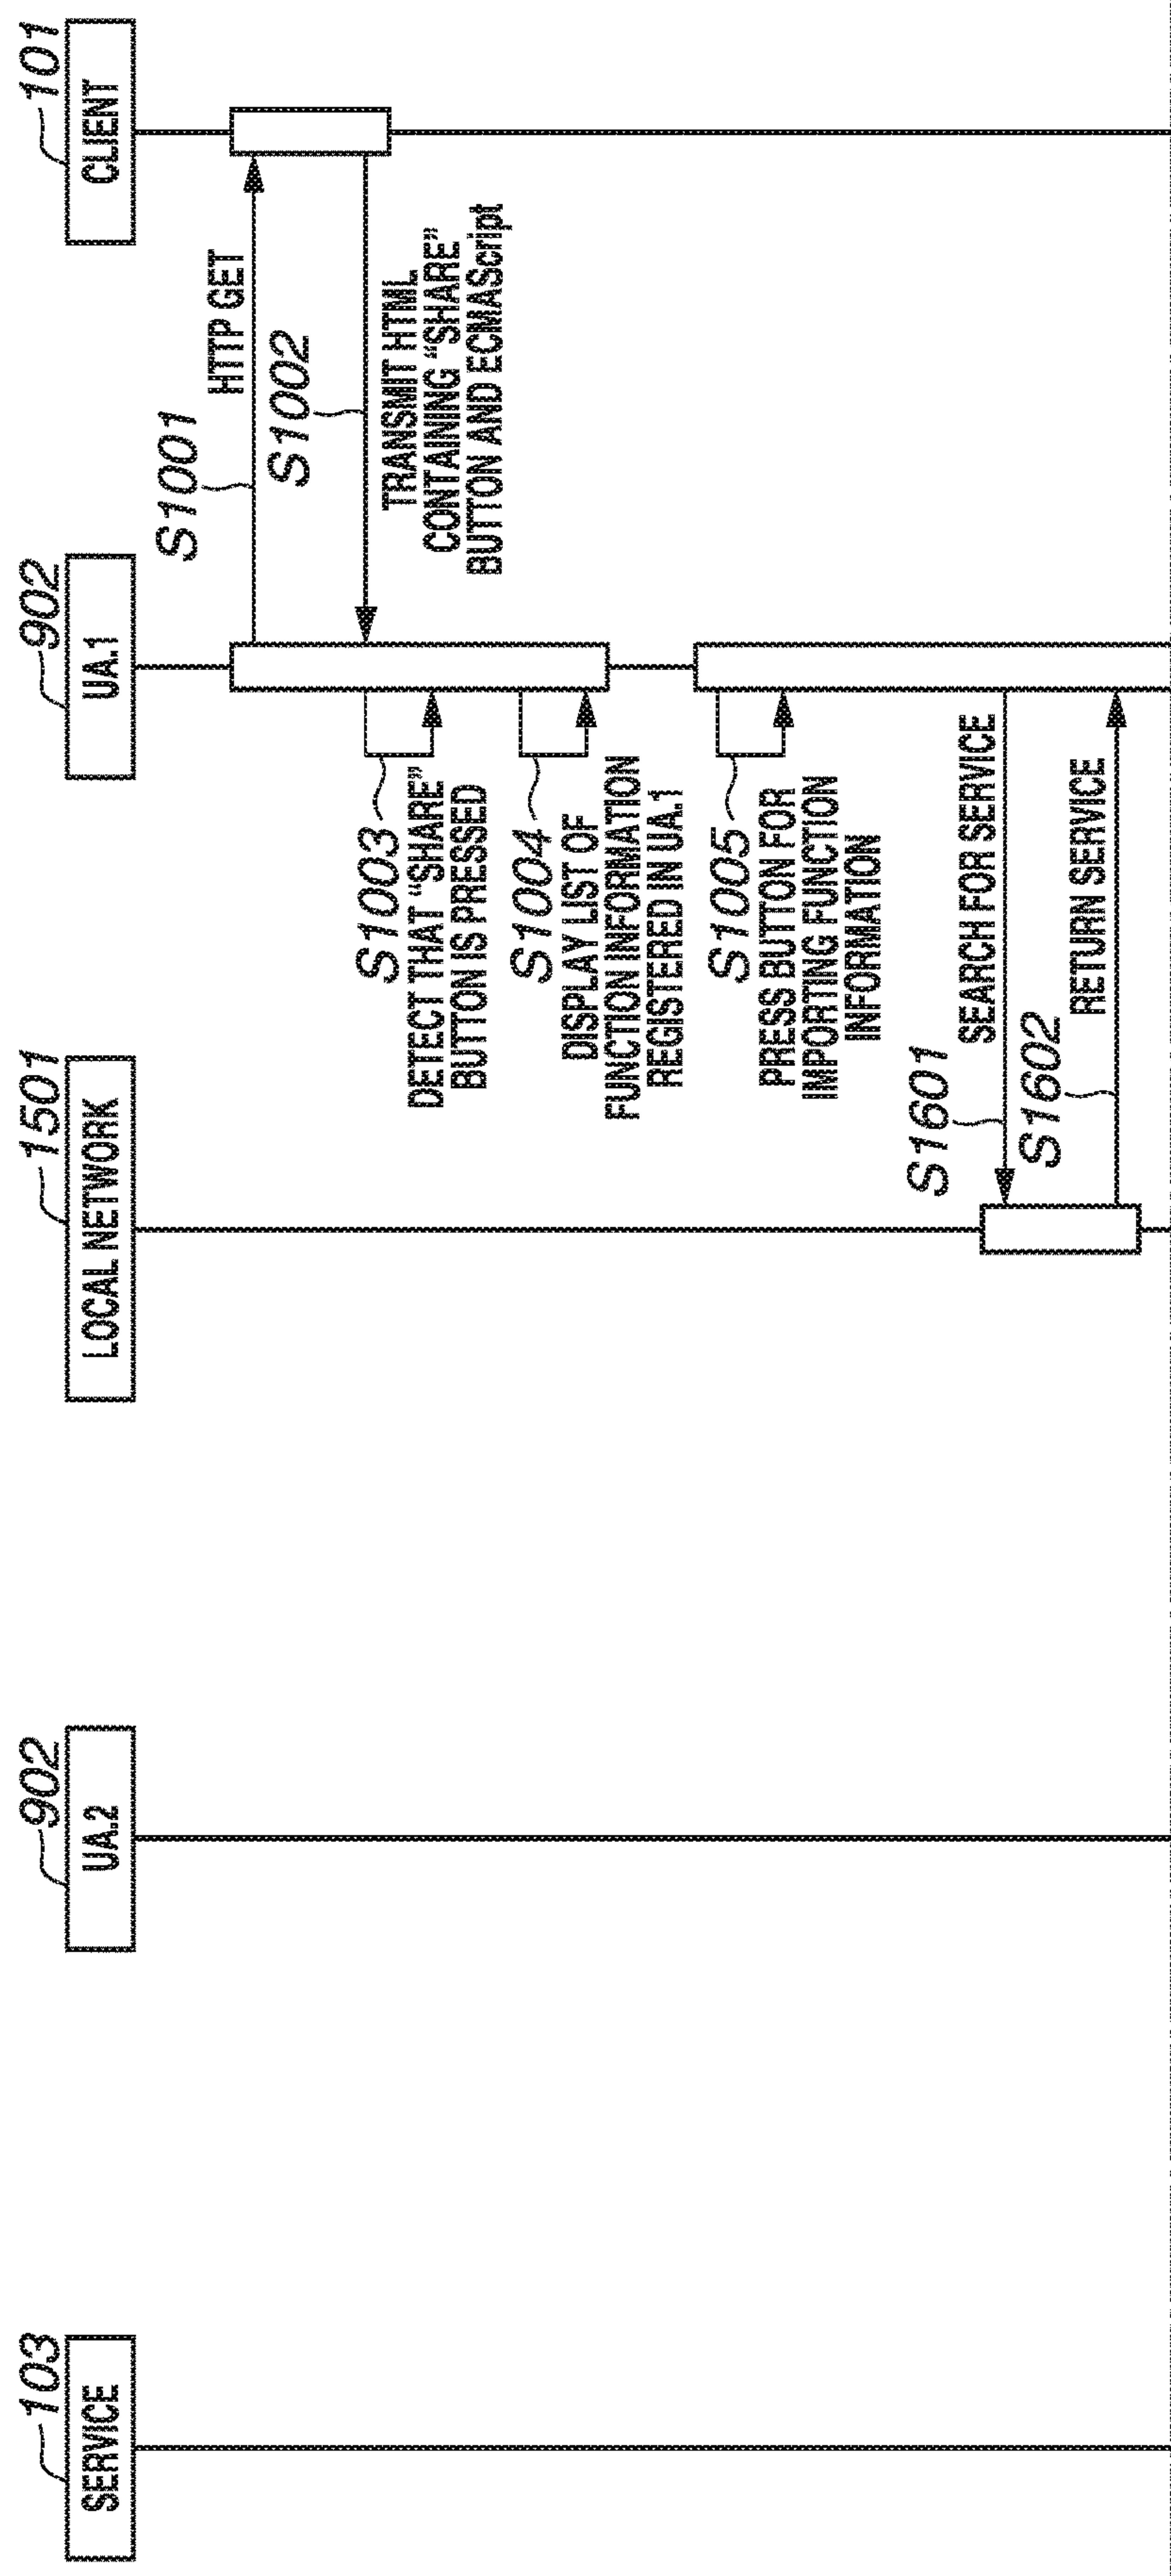 103
SERVICE
902
UA.2
1501
LOCAL NETWORK
902
UA.1
101
CLIENT
S1001
HTTP GET
S1002
TRANSMIT HTML
CONTAINING “SHARE”
BUTTON AND ECMAScript
S1003
DETECT THAT “SHARE”
BUTTON IS PRESSED
S1004
DISPLAY LIST OF
FUNCTION INFORMATION
REGISTERED IN UA.1
S1005
PRESS BUTTON FOR
IMPORTING FUNCTION
INFORMATION
S1601
SEARCH FOR SERVICE
S1602
RETURN SERVICE